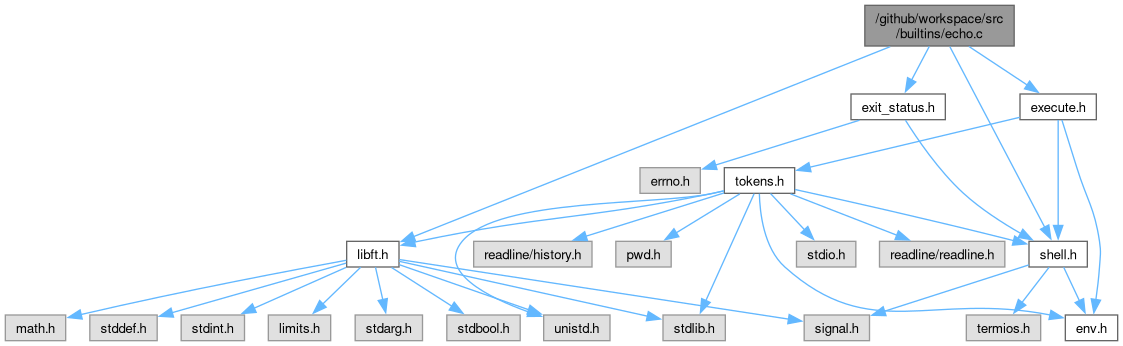 /github/workspace/src
/builtins/echo.c
exit_status.h
execute.h
errno.h
tokens.h
libft.h
readline/history.h
pwd.h
stdio.h
readline/readline.h
shell.h
math.h
stddef.h
stdint.h
limits.h
stdarg.h
stdbool.h
unistd.h
stdlib.h
signal.h
termios.h
env.h